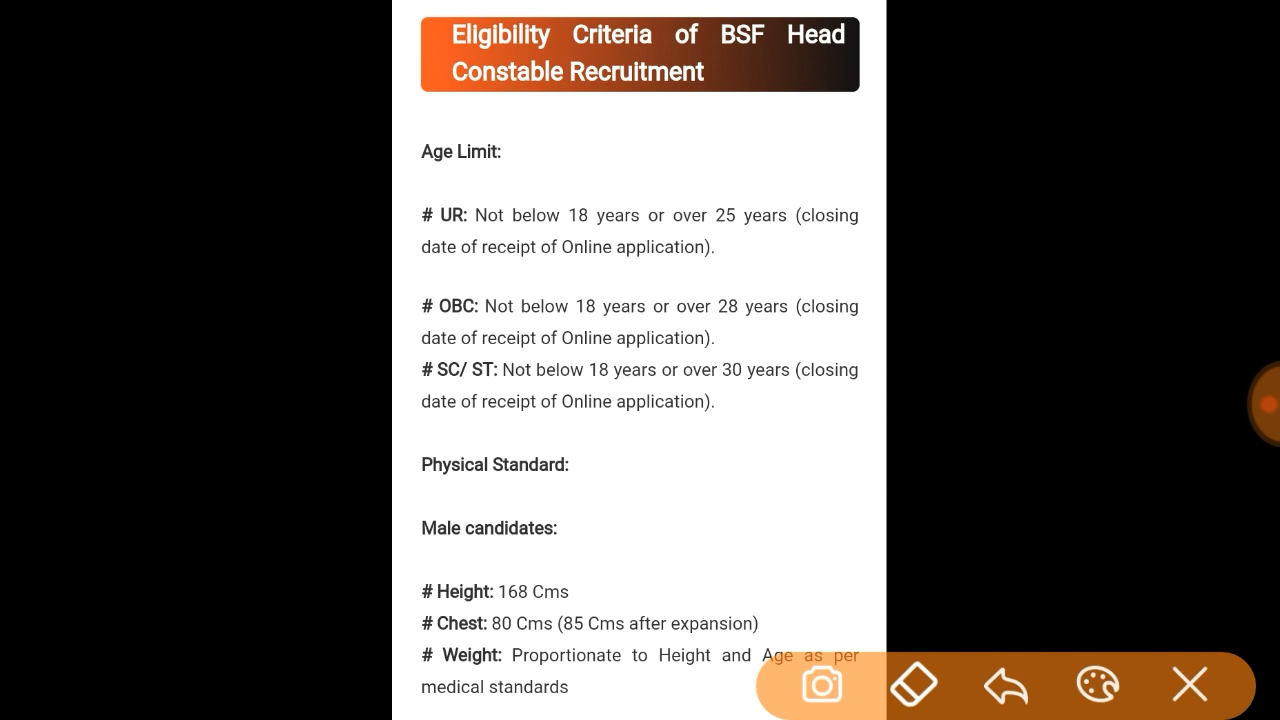 Eligibility Criteria of BSF Head
Constable Recruitment
Age Limit:
# UR: Not below 18 years or over 25 years (closing
date of receipt of Online application).
# OBC: Not below 18 years or over 28 years (closing
date of receipt of Online application).
# SC/ ST: Not below 18 years or over 30 years (closing
date of receipt of Online application).
Physical Standard:
Male candidates:
# Height: 168 Cms
# Chest: 80 Cms (85 Cms after expansion)
# Weight: Proportionate to Height and Age as per
medical standards